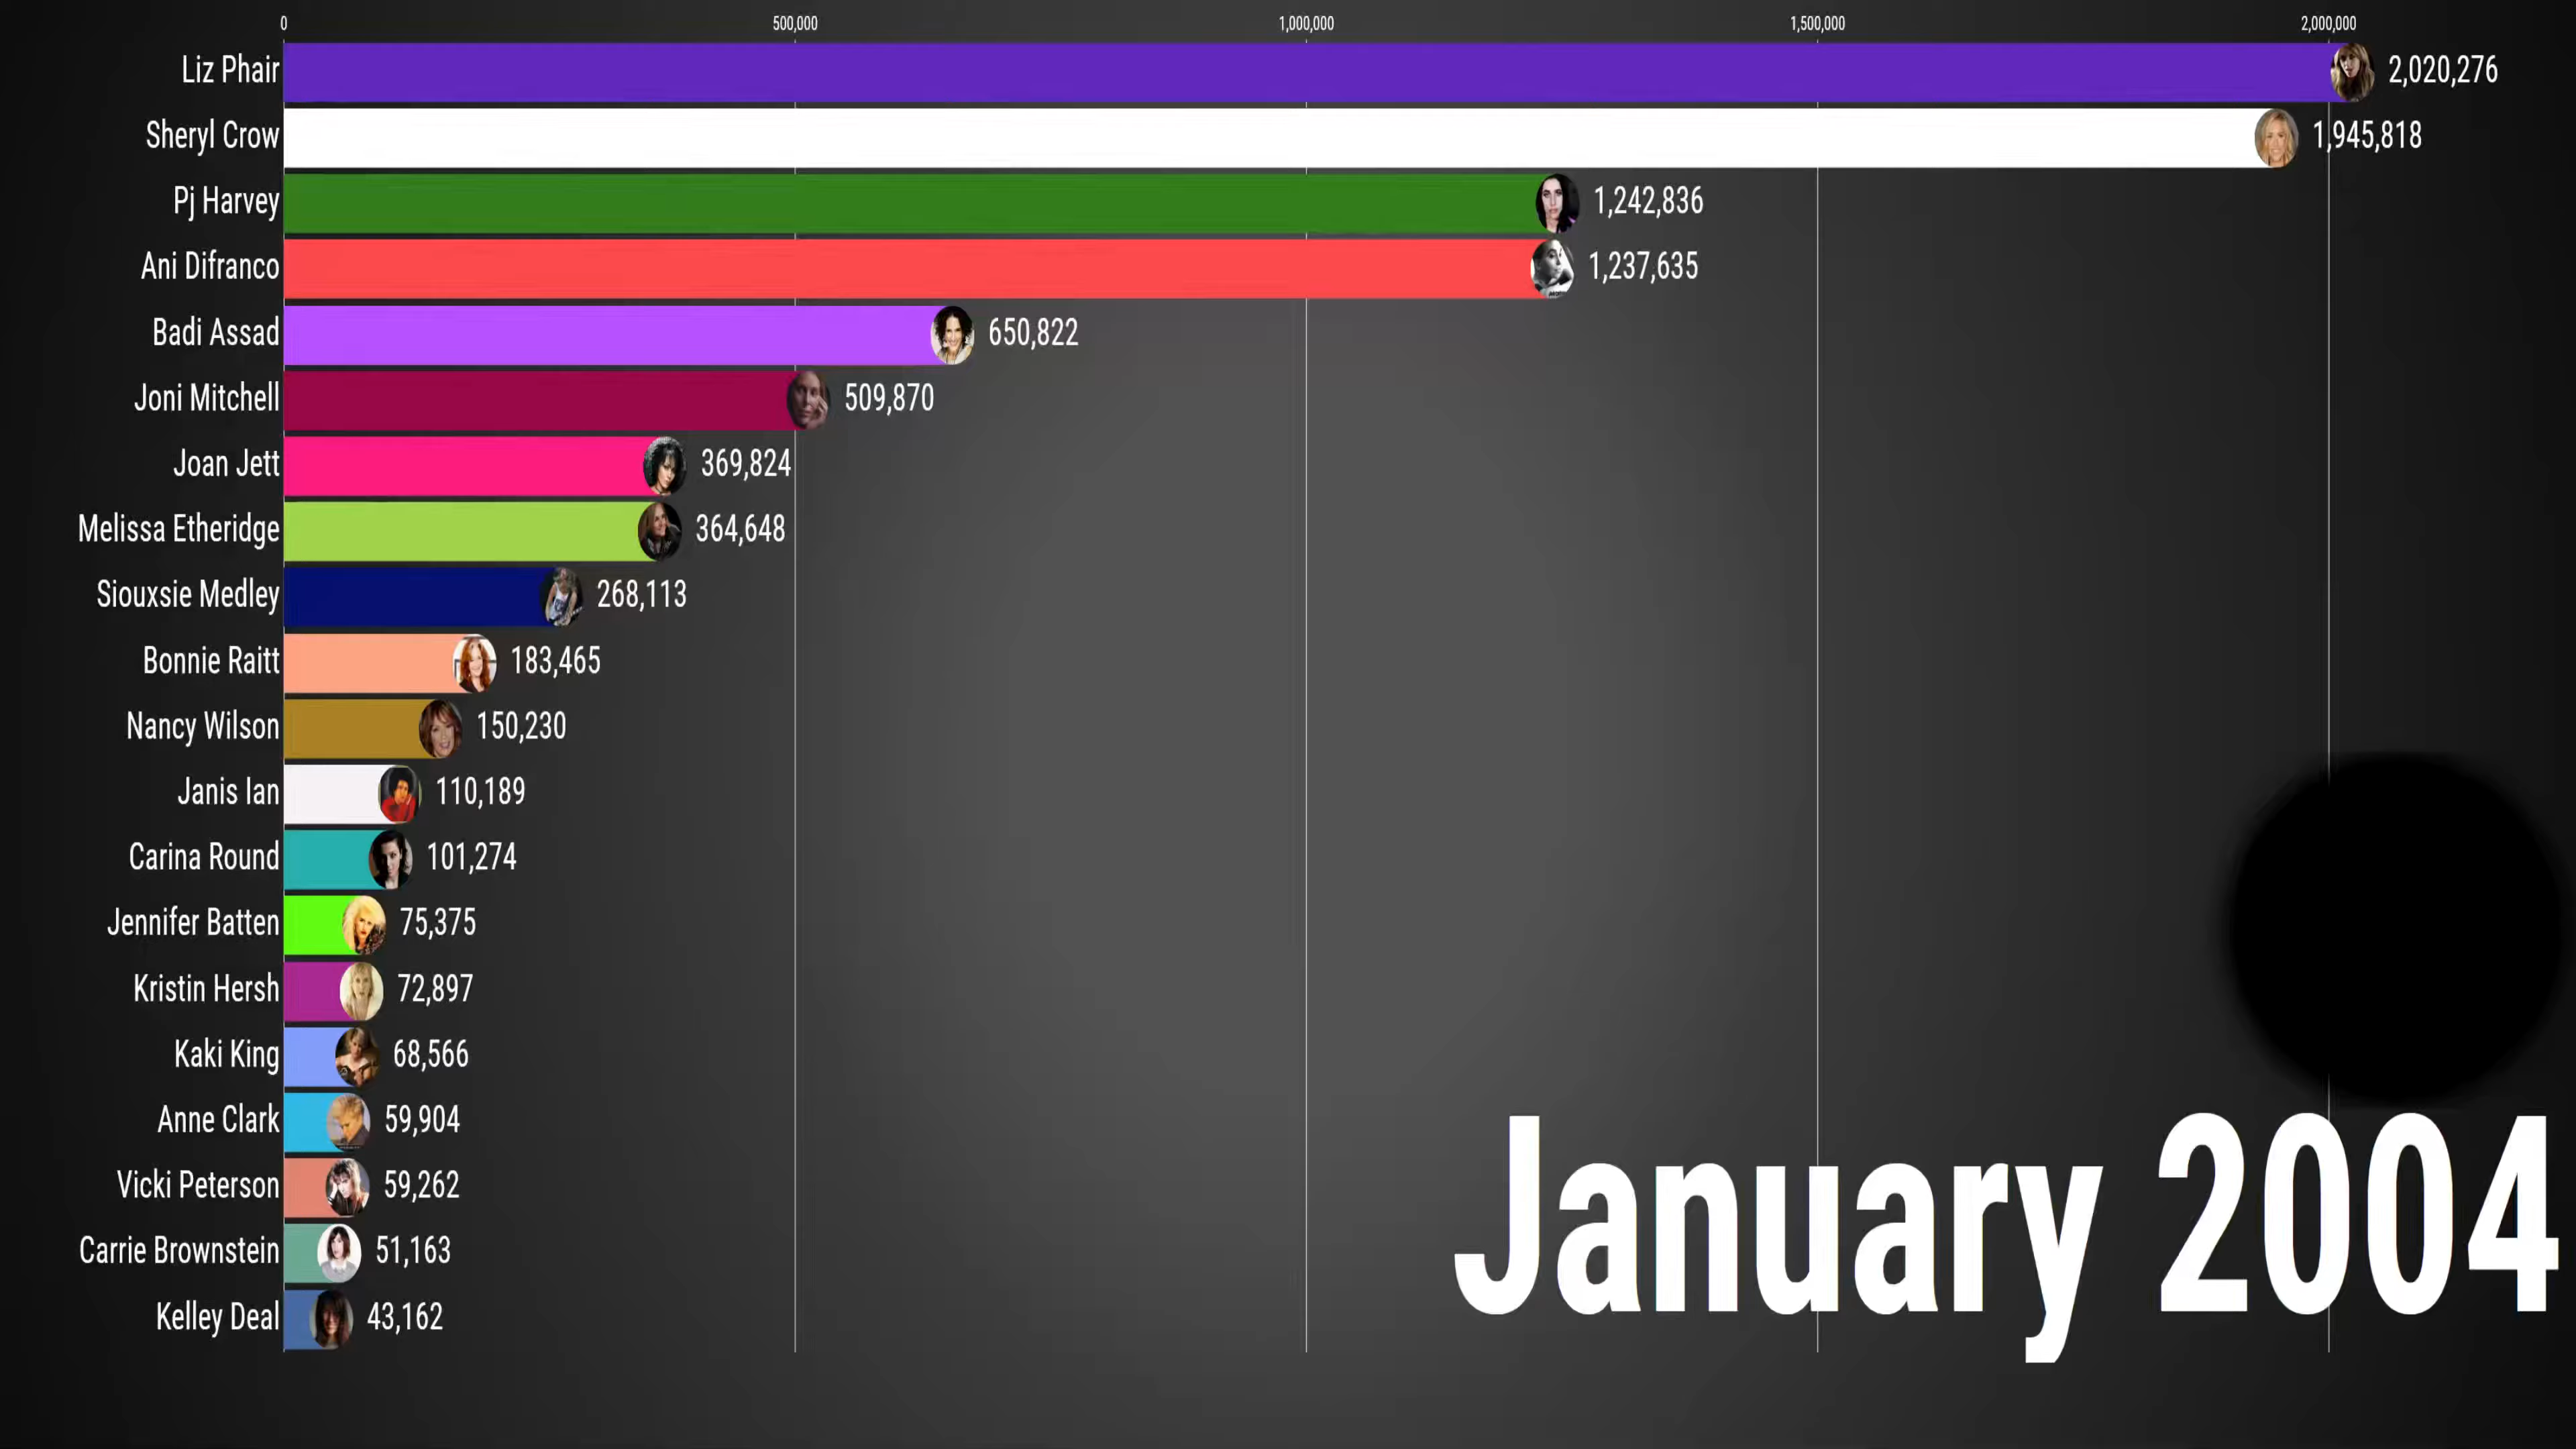 0 500,000 1,000,000 1,500,000 2,000,000
Liz Phair 2,020,276
Sheryl Crow 1,945,818
Pj Harvey 1,242,836
Ani Difranco 1,237,635
Badi Assad 650,822
Joni Mitchell 509,870
Joan Jett 369,824
Melissa Etheridge 364,648
Siouxsie Medley 268,113
Bonnie Raitt 183,465
Nancy Wilson 150,230
Janis Ian 110,189
Carina Round 101,274
Jennifer Batten 75,375
Kristin Hersh 72,897
Kaki King 68,566
Anne Clark 59,904
Vicki Peterson 59,262
Carrie Brownstein 51,163
Kelley Deal 43,162
January 2004